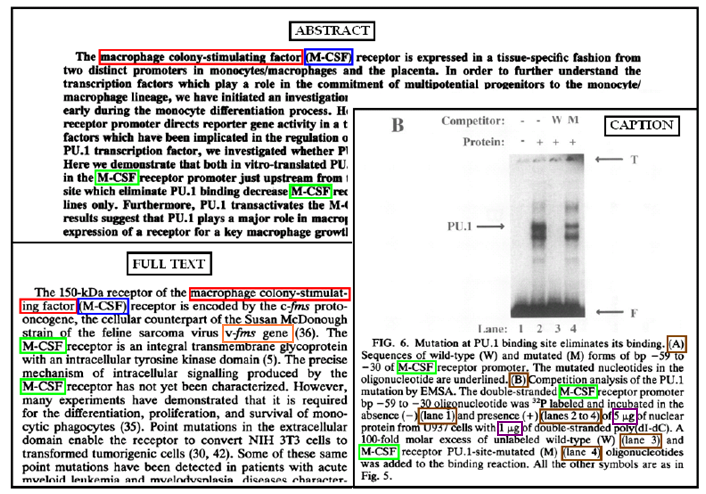 ABSTRACT
The macrophage colony-stimulating factor (M-CSF) receptor is expressed in a tissue-specific fashion from
two distinct promoters in monocytes/macrophages and the placenta. In order to further understand the
transcription factors which play a role in the commitment of multipotential progenitors to the monocyte/
macrophage lineage, we have initiated an investigation
early during the monocyte differentiation process. H
receptor promoter directs reporter gene activity in a t
factors which have been implicated in the regulation o
PU.1 transcription factor, we investigated whether P
Here we demonstrate that both in vitro-translated PU.
in the M-CSF receptor promoter just upstream from
site which eliminate PU.1 binding decrease M-CSF rec
lines only. Furthermore, PU.1 transactivates the M-
results suggest that PU.1 plays a major role in macrop
expression of a receptor for a key macrophage growt
FULL TEXT
The 150-kDa receptor of the macrophage colony-stimulat-
ing factor (M-CSF) receptor is encoded by the c-fms proto-
oncogene, the cellular counterpart of the Susan McDonough
strain of the feline sarcoma virus v-fms gene (36). The
M-CSF receptor is an integral transmembrane glycoprotein
with an intracellular tyrosine kinase domain (5). The precise
mechanism of intracellular signalling produced by the
M-CSF receptor has not yet been characterized. However,
many experiments have demonstrated that it is required
for the differentiation, proliferation, and survival of mono-
cytic phagocytes (35). Point mutations in the extracellular
domain enable the receptor to convert NIH 3T3 cells to
transformed tumorigenic cells (30, 42). Some of these same
point mutations have been detected in patients with acute
myeloid leukemia and myelodysplasia, diseases character-
B
Competitor: - - W M
CAPTION
Protein: - + + +
T
PU.1
F
Lane: 1 2 3 4
FIG. 6. Mutation at PU.1 binding site eliminates its binding. (A)
Sequences of wild-type (W) and mutated (M) forms of bp −59 to
−30 of M-CSF receptor promoter. The mutated nucleotides in the
oligonucleotide are underlined. (B) Competition analysis of the PU.1
mutation by EMSA. The double-stranded M-CSF receptor promoter
bp −59 to −30 oligonucleotide was ³²P labeled and incubated in the
absence (−) (lane 1) and presence (+) (lanes 2 to 4) of 5 μg of nuclear
protein from U937 cells with 1 μg of double-stranded poly(dI-dC). A
100-fold molar excess of unlabeled wild-type (W) (lane 3) and
M-CSF receptor PU.1-site-mutated (M) (lane 4) oligonucleotides
was added to the binding reaction. All the other symbols are as in
Fig. 5.